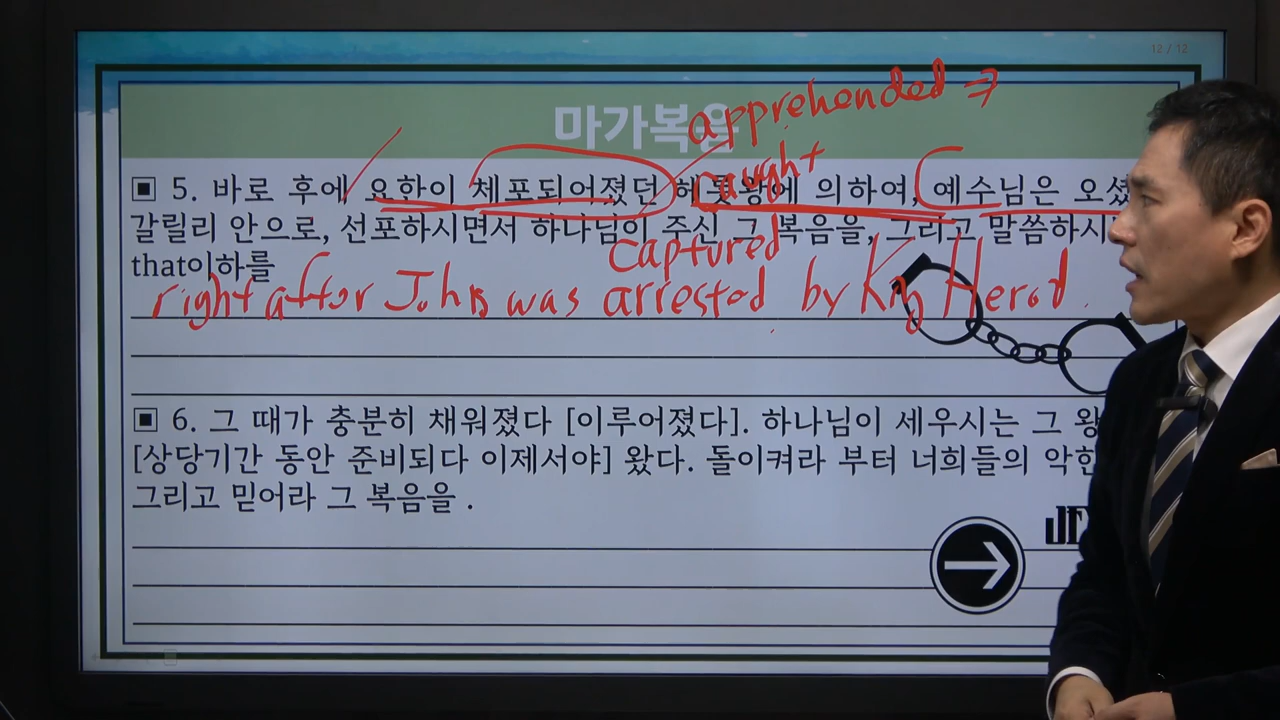 12 / 12
마가복음
apprehended ⇒
caught
▣ 5. 바로 후에 요한이 체포되어졌던 헤롯왕에 의하여, 예수님은 오셨
갈릴리 안으로, 선포하시면서 하나님이 주신 그 복음을, 그리고 말씀하시
captured
that이하를
right after John was arrested by King Herod.
▣ 6. 그 때가 충분히 채워졌다 [이루어졌다]. 하나님이 세우시는 그 왕
[상당기간 동안 준비되다 이제서야] 왔다. 돌이켜라 부터 너희들의 악한
그리고 믿어라 그 복음을 .